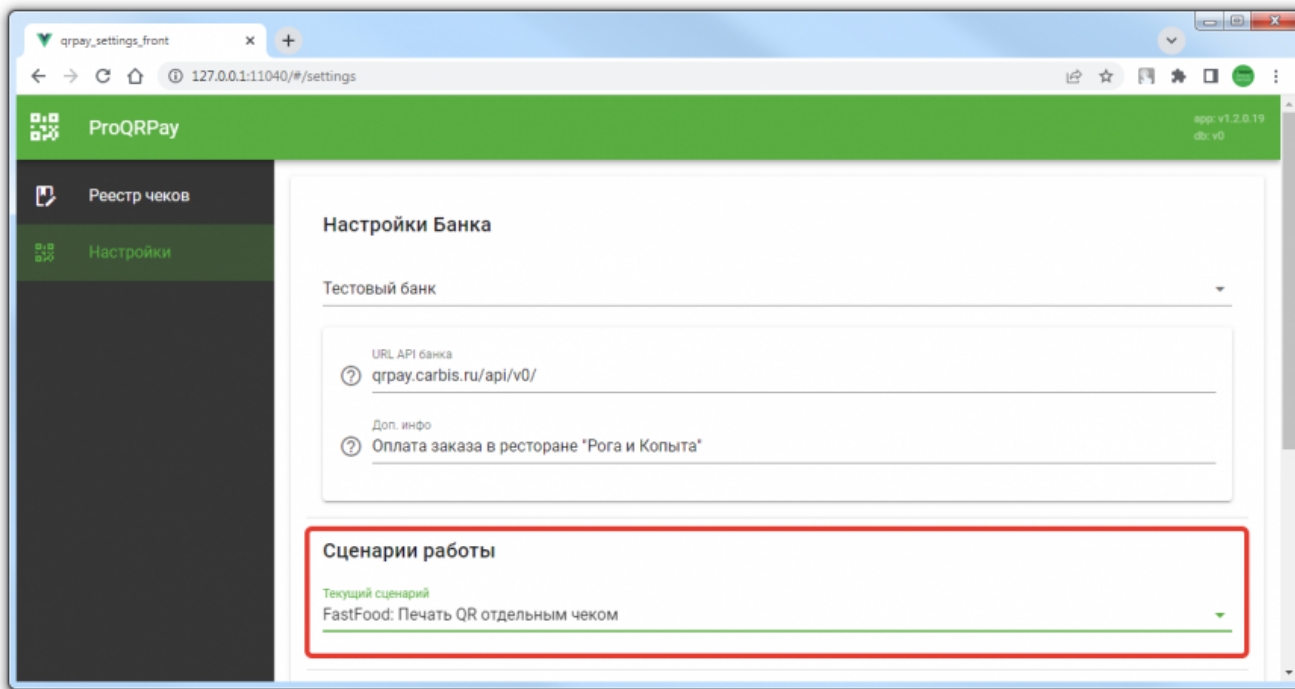 qrpay_settings_front
127.0.0.1:11040/#/settings
ProQRPay
app: v1.2.0.19
db: v0
Реестр чеков
Настройки
Настройки Банка
Тестовый банк
URL API банка
qrpay.carbis.ru/api/v0/
Доп. инфо
Оплата заказа в ресторане "Рога и Копыта"
Сценарии работы
Текущий сценарий
FastFood: Печать QR отдельным чеком